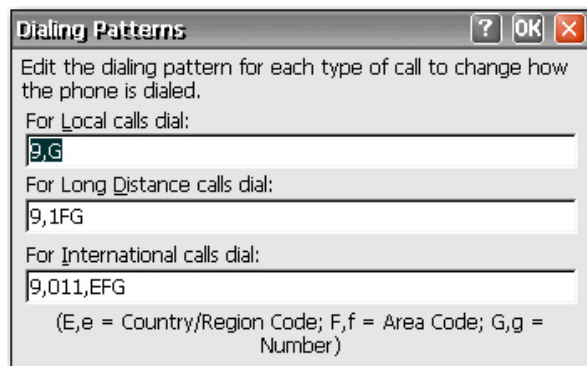 Dialing Patterns ? OK ×
Edit the dialing pattern for each type of call to change how
the phone is dialed.
For Local calls dial:
9,G
For Long Distance calls dial:
9,1FG
For International calls dial:
9,011,EFG
(E,e = Country/Region Code; F,f = Area Code; G,g =
Number)